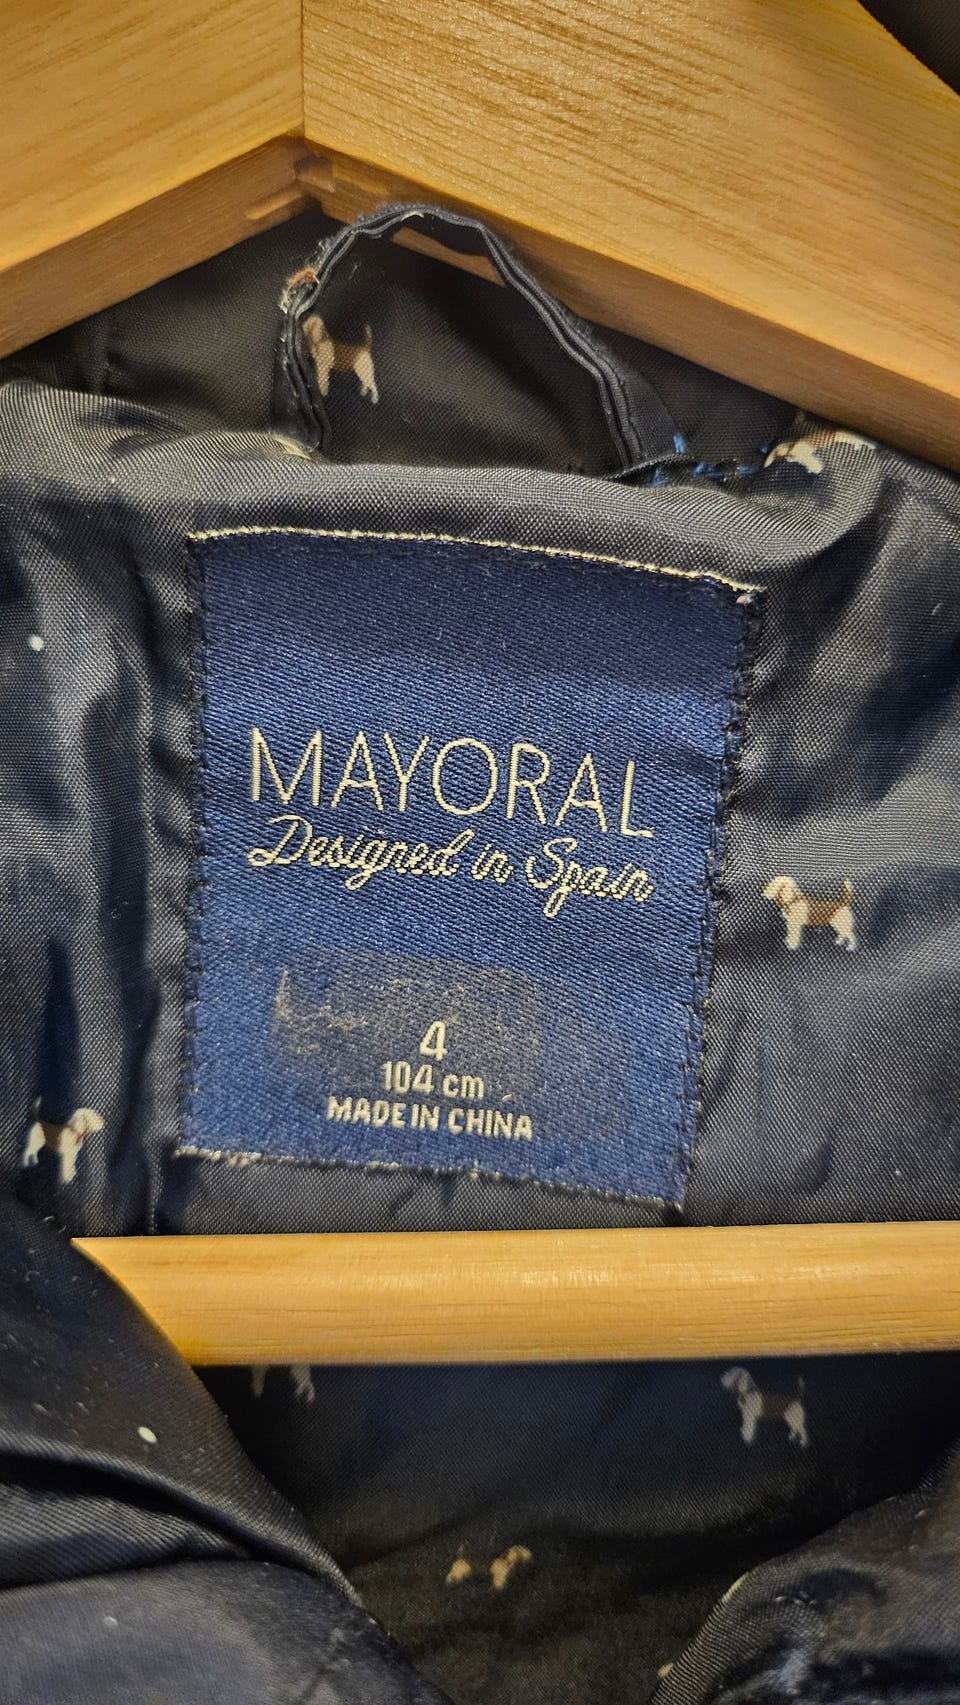 MAYORAL
Designed in Spain
4
104 cm
MADE IN CHINA